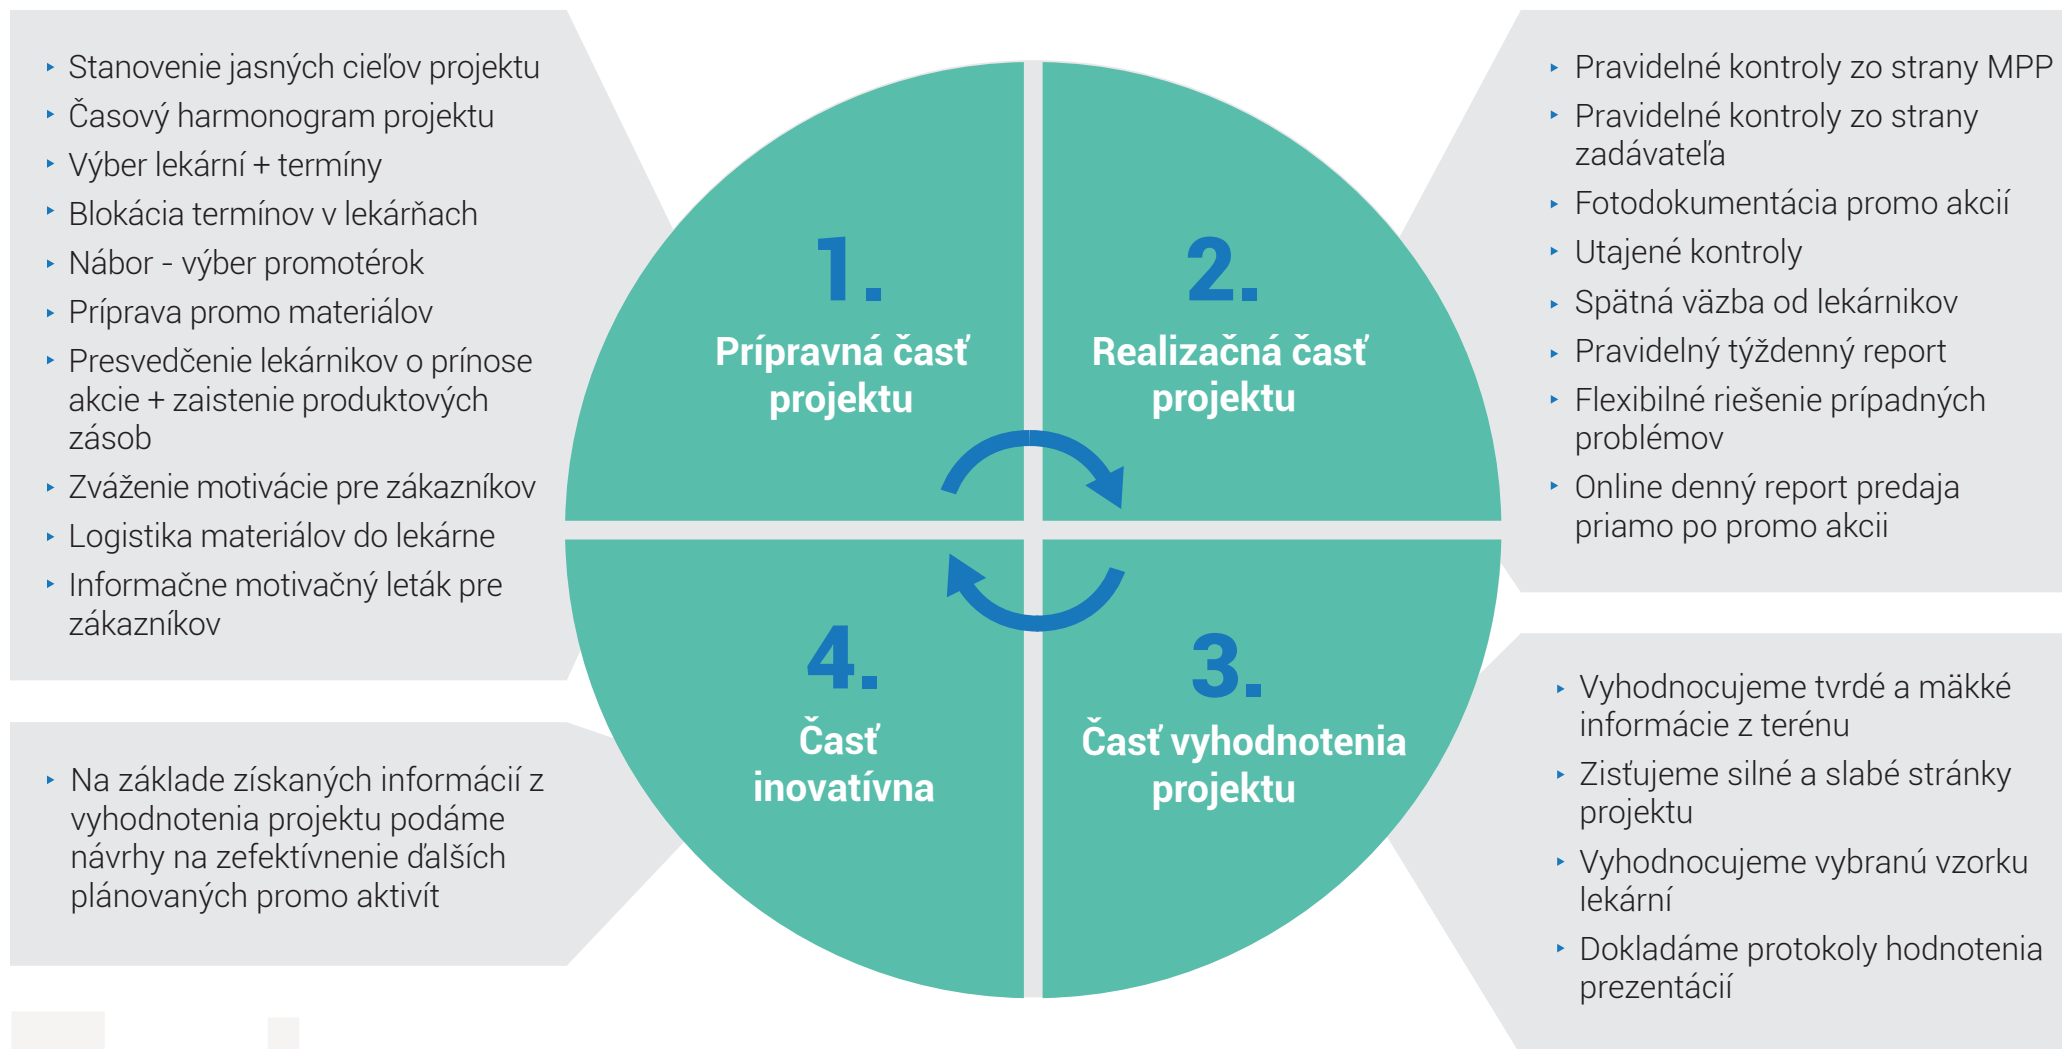 Stanovenie jasných cieľov projektu
Časový harmonogram projektu
Výber lekární + termíny
Blokácia termínov v lekárňach
Nábor - výber promotérok
Príprava promo materiálov
Presvedčenie lekárnikov o prínose
akcie + zaistenie produktových
zásob
Zváženie motivácie pre zákazníkov
Logistika materiálov do lekárne
Informačne motivačný leták pre
zákazníkov
1.
Prípravná časť
projektu
2.
Realizačná časť
projektu
Pravidelné kontroly zo strany MPP
Pravidelné kontroly zo strany
zadávateľa
Fotodokumentácia promo akcií
Utajené kontroly
Spätná väzba od lekárnikov
Pravidelný týždenný report
Flexibilné riešenie prípadných
problémov
Online denný report predaja
priamo po promo akcii
3.
Časť vyhodnotenia
projektu
Vyhodnocujeme tvrdé a mäkké
informácie z terénu
Zisťujeme silné a slabé stránky
projektu
Vyhodnocujeme vybranú vzorku
lekární
Dokladáme protokoly hodnotenia
prezentácií
4.
Časť
inovatívna
Na základe získaných informácií z
vyhodnotenia projektu podáme
návrhy na zefektívnenie ďalších
plánovaných promo aktivít